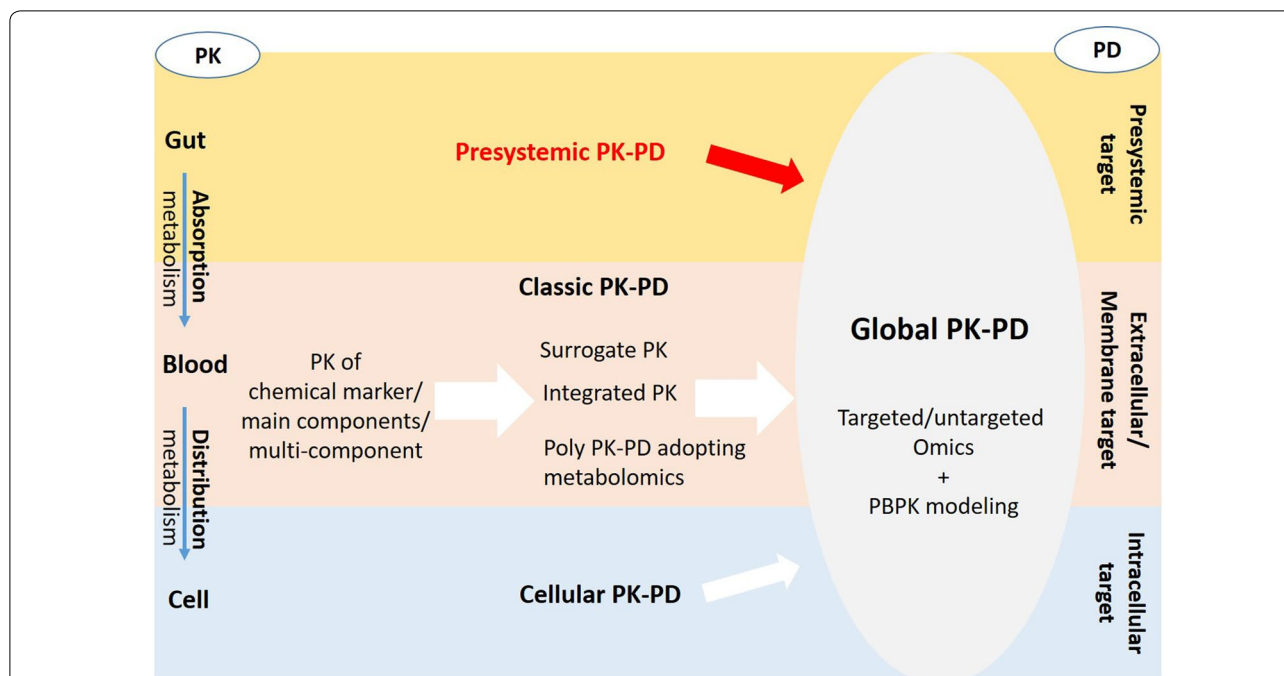 PK
PD
Gut
Presystemic PK-PD
Presystemic
target
Absorption
metabolism
Classic PK-PD
Blood
PK of
chemical marker/
main components/
multi-component
Surrogate PK
Integrated PK
Poly PK-PD adopting
metabolomics
Global PK-PD
Targeted/untargeted
Omics
+
PBPK modeling
Extracellular/
Membrane target
Distribution
metabolism
Cell
Cellular PK-PD
Intracellular
target